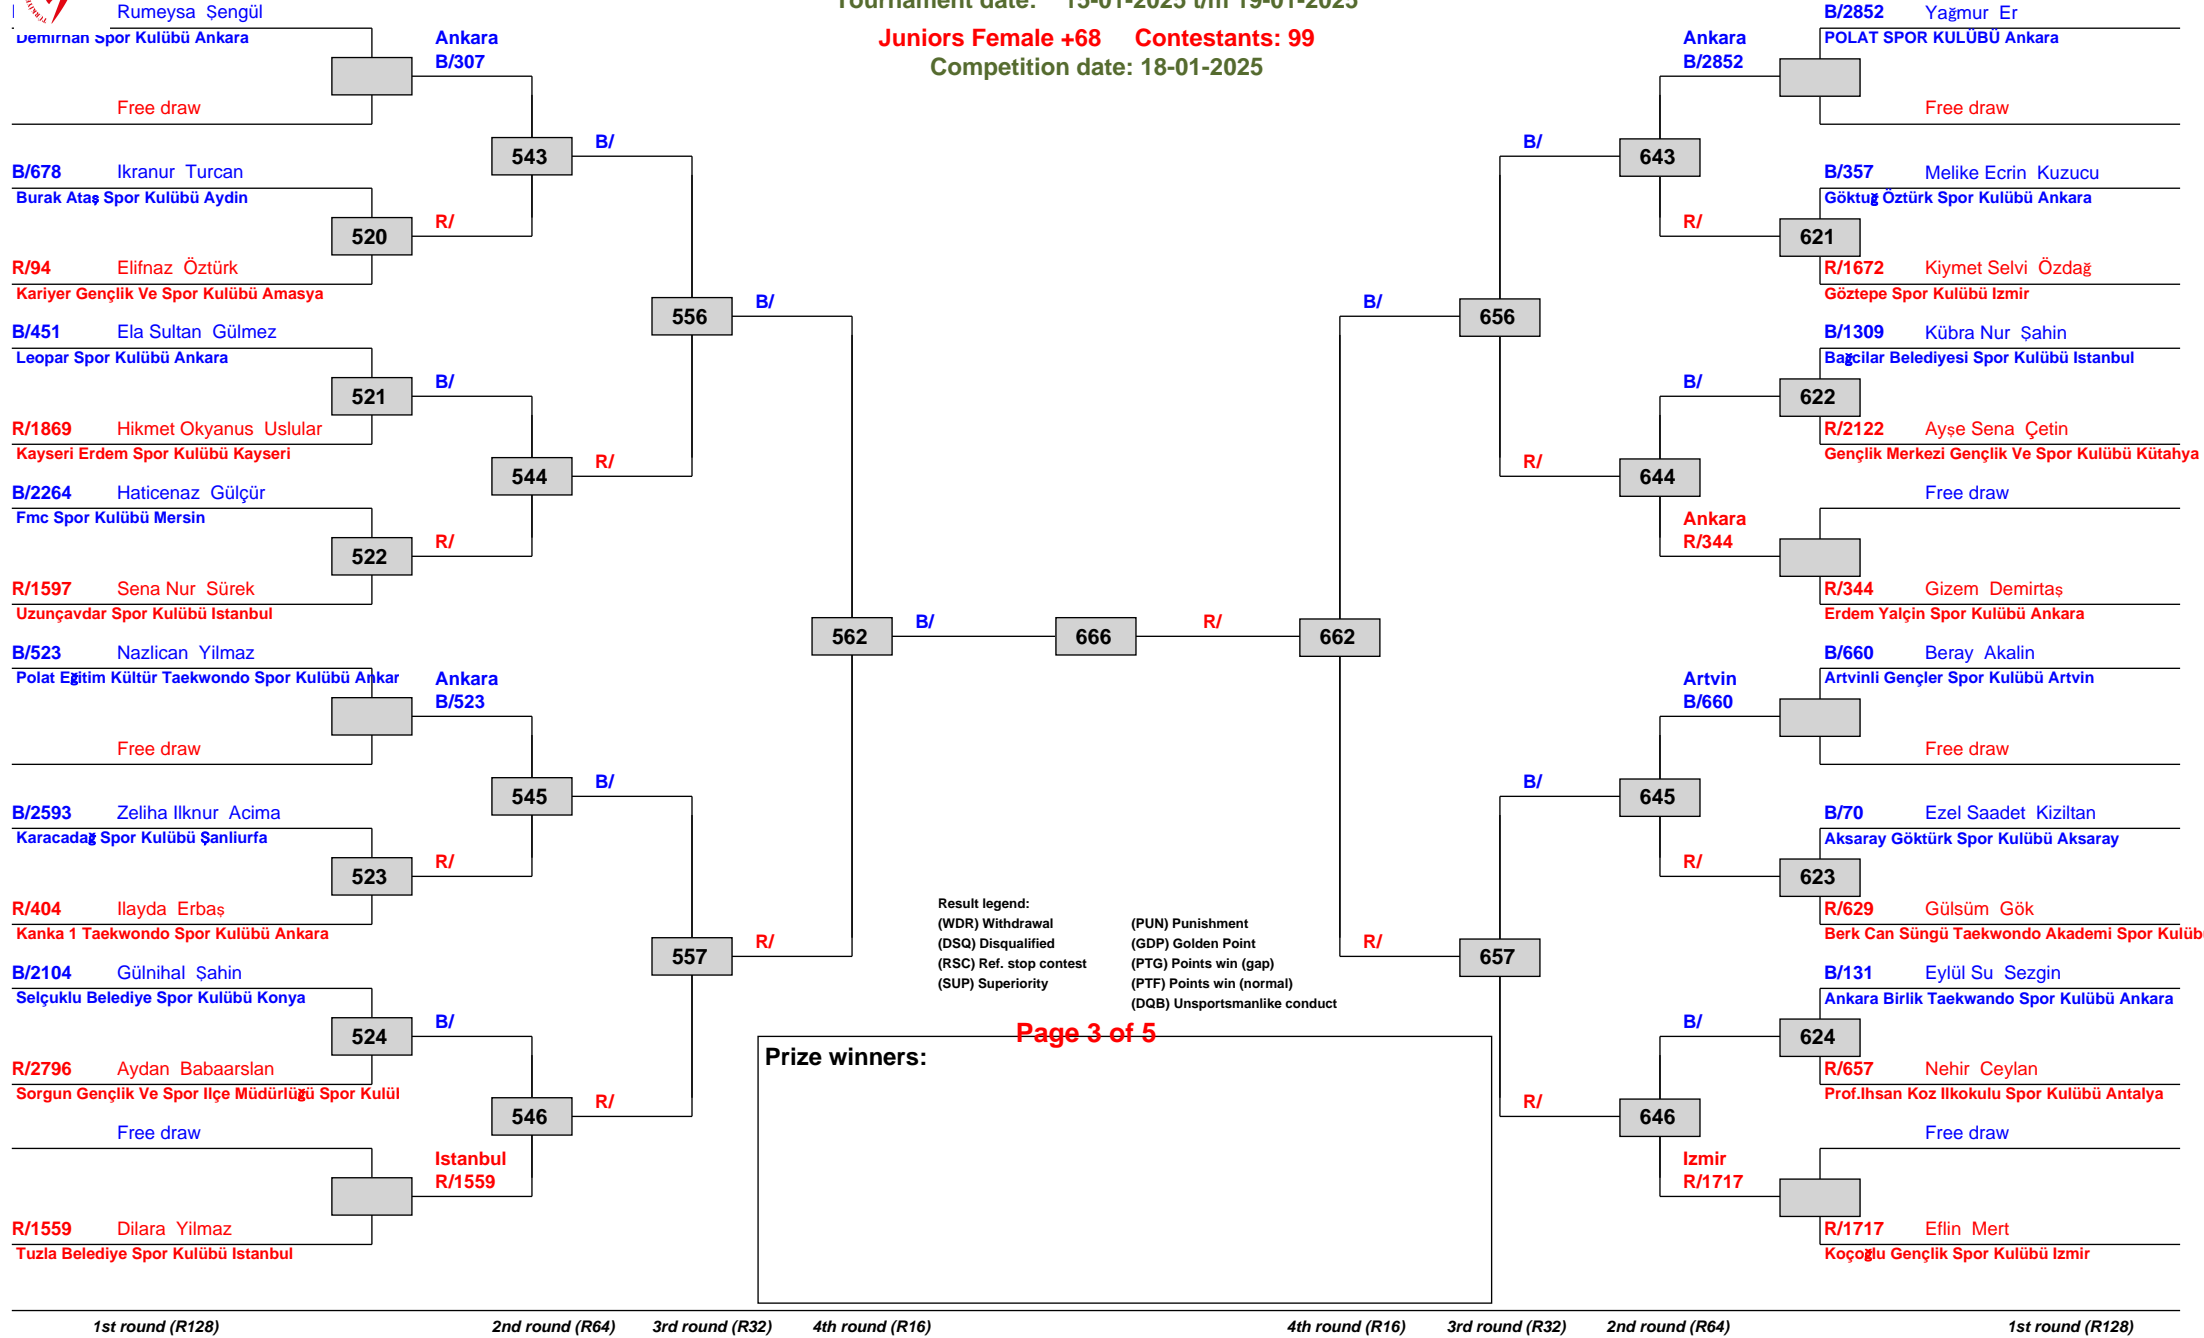 Tournament date: 15-01-2025 t/m 19-01-2025
Juniors Female +68 Contestants: 99
Competition date: 18-01-2025
Rumeysa Şengül
Demirhan Spor Kulübü Ankara
Ankara
B/307
Free draw
543
B/
B/678 Ikranur Turcan
Burak Ataş Spor Kulübü Aydin
520
R/
R/94 Elifnaz Öztürk
Kariyer Gençlik Ve Spor Kulübü Amasya
556
B/
B/451 Ela Sultan Gülmez
Leopar Spor Kulübü Ankara
521
B/
R/1869 Hikmet Okyanus Uslular
Kayseri Erdem Spor Kulübü Kayseri
544
R/
B/2264 Haticenaz Gülçür
Fmc Spor Kulübü Mersin
522
R/
R/1597 Sena Nur Sürek
Uzunçavdar Spor Kulübü Istanbul
562
B/
666
R/
662
B/523 Nazlican Yilmaz
Polat Eğitim Kültür Taekwondo Spor Kulübü Ankar
Ankara
B/523
Free draw
545
B/
B/2593 Zeliha Ilknur Acima
Karacadağ Spor Kulübü Şanliurfa
523
R/
R/404 Ilayda Erbaş
Kanka 1 Taekwondo Spor Kulübü Ankara
557
R/
B/2104 Gülnihal Şahin
Selçuklu Belediye Spor Kulübü Konya
524
B/
R/2796 Aydan Babaarslan
Sorgun Gençlik Ve Spor Ilçe Müdürlüğü Spor Kulül
546
R/
Free draw
Istanbul
R/1559
R/1559 Dilara Yilmaz
Tuzla Belediye Spor Kulübü Istanbul
B/2852 Yağmur Er
POLAT SPOR KULÜBÜ Ankara
Ankara
B/2852
Free draw
B/
643
B/357 Melike Ecrin Kuzucu
Göktuğ Öztürk Spor Kulübü Ankara
R/
621
R/1672 Kiymet Selvi Özdağ
Göztepe Spor Kulübü Izmir
B/
656
B/1309 Kübra Nur Şahin
Bağcilar Belediyesi Spor Kulübü Istanbul
B/
622
R/2122 Ayşe Sena Çetin
Gençlik Merkezi Gençlik Ve Spor Kulübü Kütahya
R/
644
Free draw
Ankara
R/344
R/344 Gizem Demirtaş
Erdem Yalçin Spor Kulübü Ankara
B/660 Beray Akalin
Artvinli Gençler Spor Kulübü Artvin
Artvin
B/660
Free draw
B/
645
B/70 Ezel Saadet Kiziltan
Aksaray Göktürk Spor Kulübü Aksaray
R/
623
R/629 Gülsüm Gök
Berk Can Süngü Taekwondo Akademi Spor Kulüb
R/
657
B/131 Eylül Su Sezgin
Ankara Birlik Taekwando Spor Kulübü Ankara
B/
624
R/657 Nehir Ceylan
Prof.Ihsan Koz Ilkokulu Spor Kulübü Antalya
R/
646
Free draw
Izmir
R/1717
R/1717 Eflin Mert
Koçoğlu Gençlik Spor Kulübü Izmir
Result legend:
(WDR) Withdrawal (PUN) Punishment
(DSQ) Disqualified (GDP) Golden Point
(RSC) Ref. stop contest (PTG) Points win (gap)
(SUP) Superiority (PTF) Points win (normal)
(DQB) Unsportsmanlike conduct
Page 3 of 5
Prize winners:
1st round (R128) 2nd round (R64) 3rd round (R32) 4th round (R16) 4th round (R16) 3rd round (R32) 2nd round (R64) 1st round (R128)